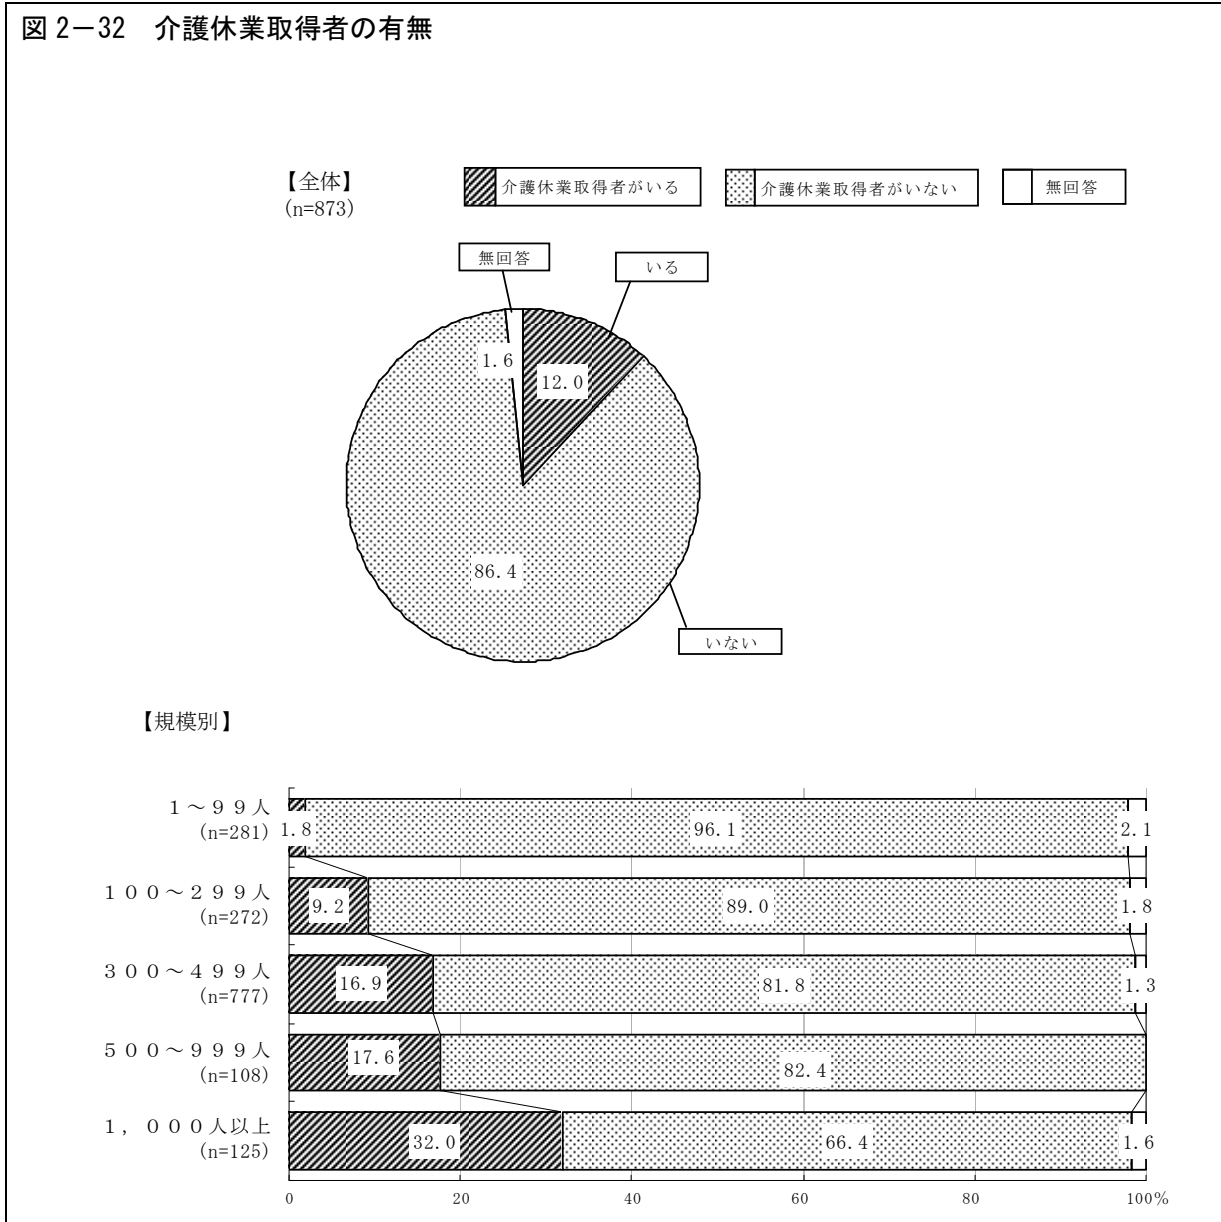 図2－32　介護休業取得者の有無
【全体】
(n=873)
介護休業取得者がいる
介護休業取得者がいない
無回答
無回答
いる
1.6
12.0
86.4
いない
【規模別】
１～９９人
(n=281)
1.8
96.1
2.1
１００～２９９人
(n=272)
9.2
89.0
1.8
３００～４９９人
(n=777)
16.9
81.8
1.3
５００～９９９人
(n=108)
17.6
82.4
１，０００人以上
(n=125)
32.0
66.4
1.6
0 20 40 60 80 100%